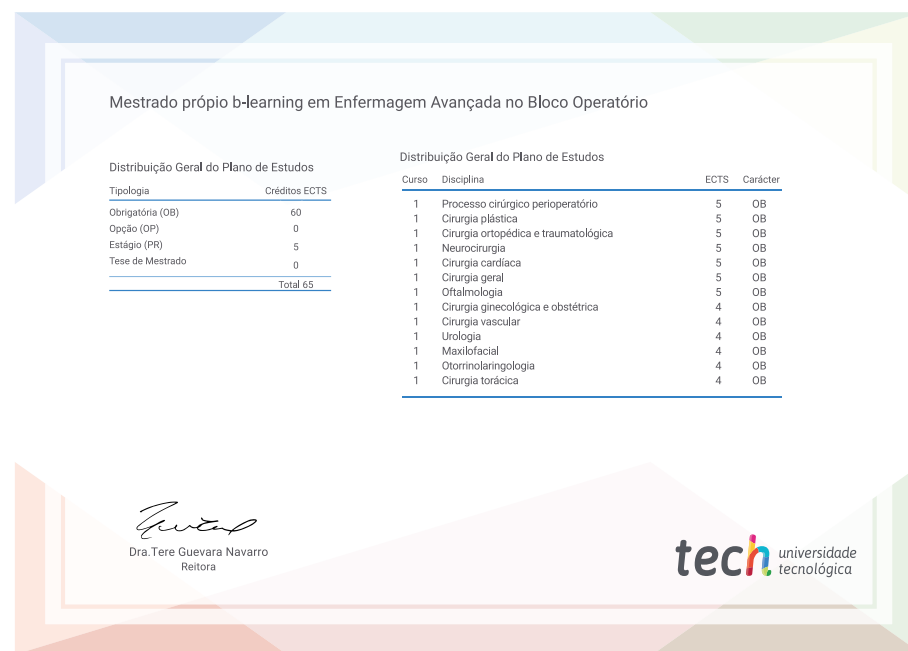 Mestrado própio b-learning em Enfermagem Avançada no Bloco Operatório
Distribuição Geral do Plano de Estudos
Tipologia Créditos ECTS
Obrigatória (OB) 60
Opção (OP) 0
Estágio (PR) 5
Tese de Mestrado 0
Total 65
Distribuição Geral do Plano de Estudos
Curso Disciplina ECTS Carácter
1 Processo cirúrgico perioperatório 5 OB
1 Cirurgia plástica 5 OB
1 Cirurgia ortopédica e traumatológica 5 OB
1 Neurocirurgia 5 OB
1 Cirurgia cardíaca 5 OB
1 Cirurgia geral 5 OB
1 Oftalmologia 5 OB
1 Cirurgia ginecológica e obstétrica 4 OB
1 Cirurgia vascular 4 OB
1 Urologia 4 OB
1 Maxilofacial 4 OB
1 Otorrinolaringologia 4 OB
1 Cirurgia torácica 4 OB
Dra.Tere Guevara Navarro
Reitora
tech universidade
tecnológica